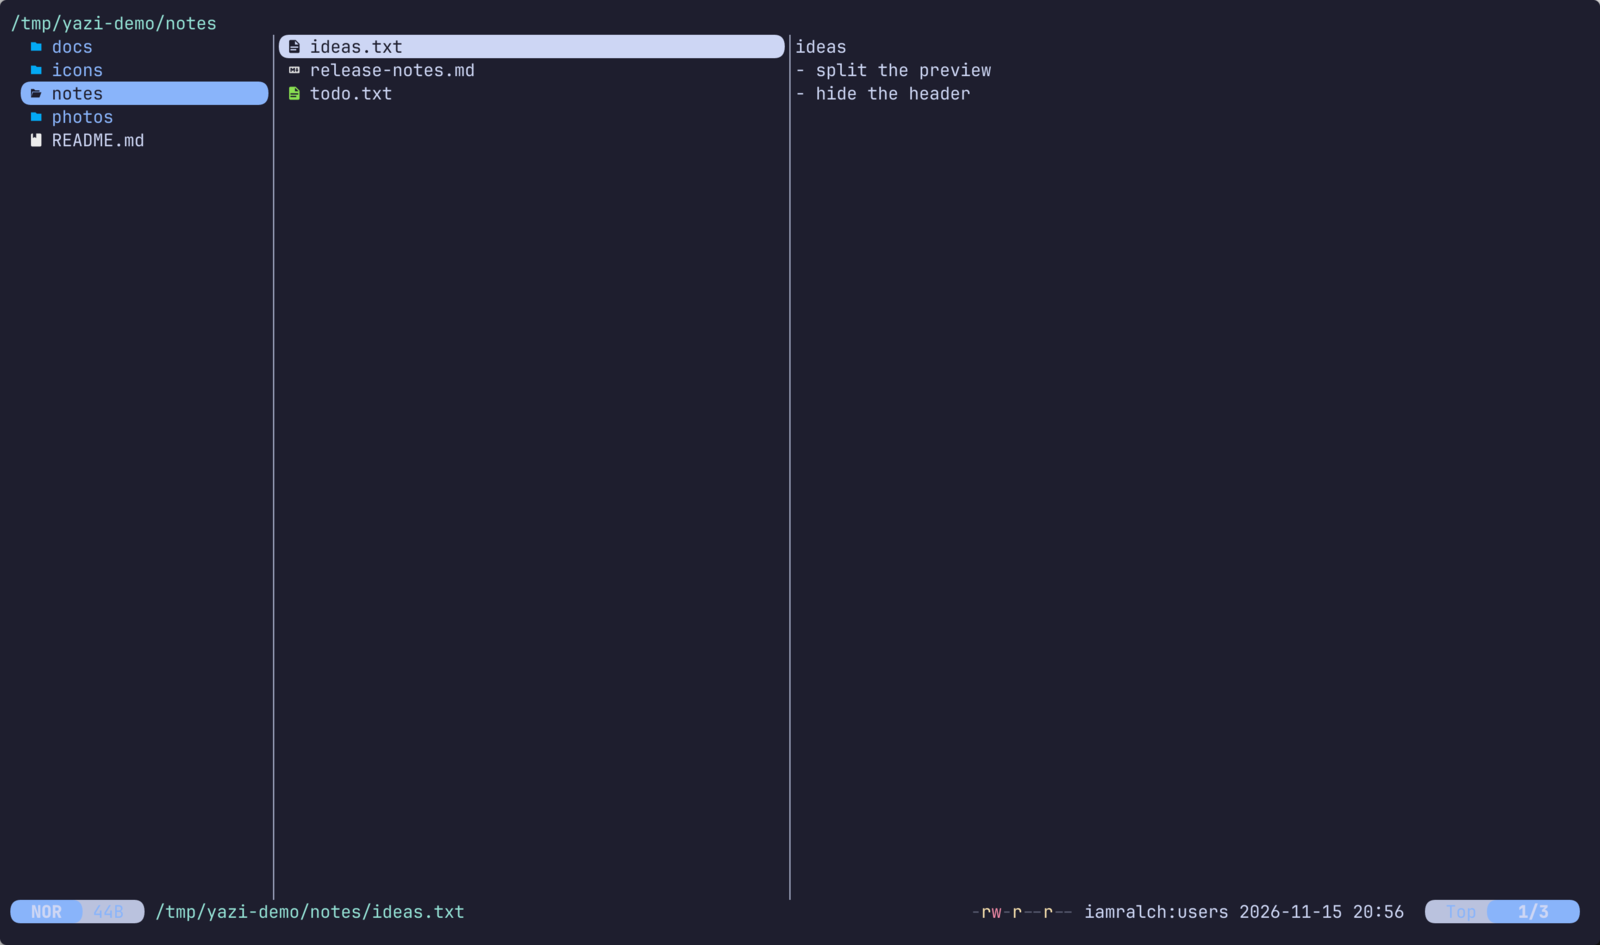 /tmp/yazi-demo/notes
docs
icons
notes
photos
README.md
ideas.txt
release-notes.md
todo.txt
ideas
- split the preview
- hide the header
NOR 44B /tmp/yazi-demo/notes/ideas.txt -rw-r--r-- iamralch:users 2026-11-15 20:56 Top 1/3